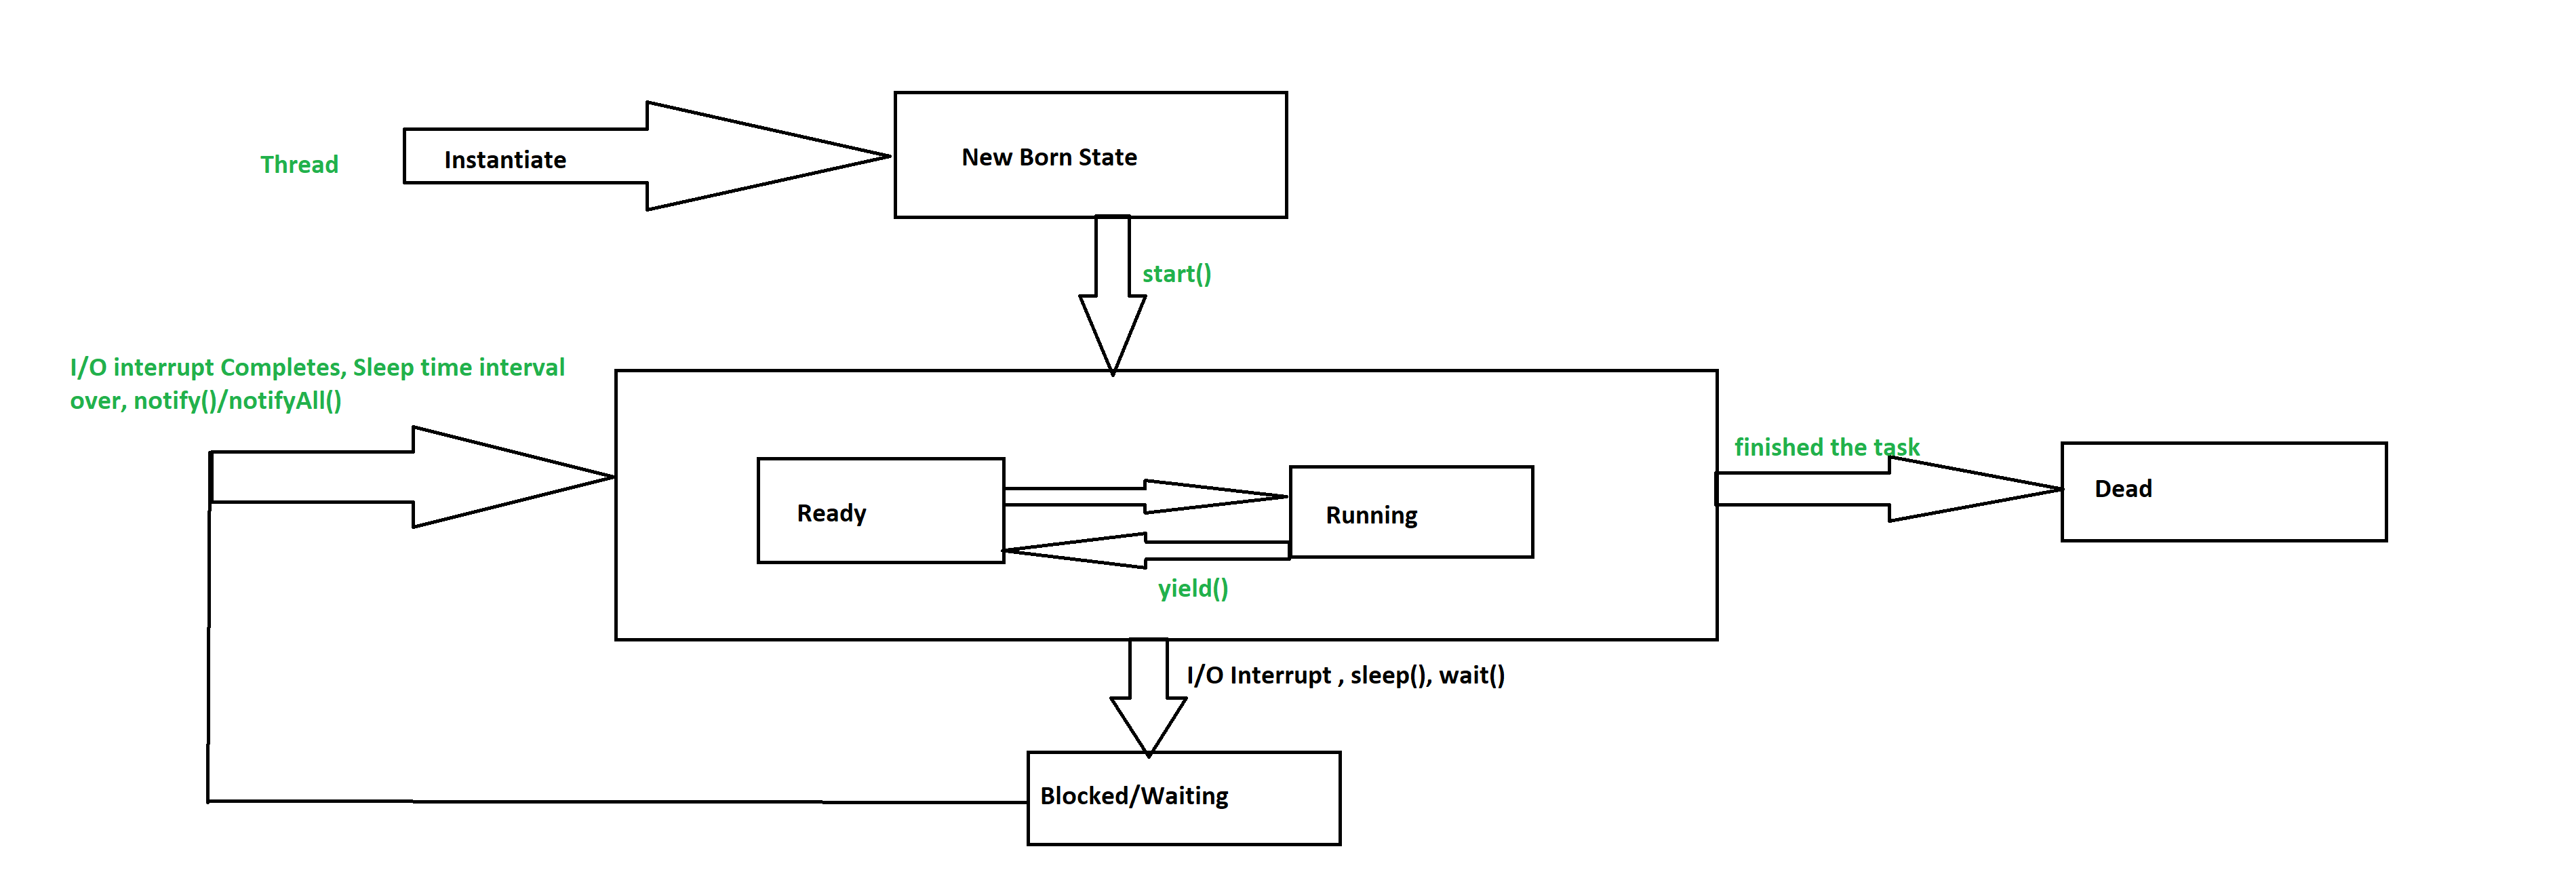 Thread
Instantiate
New Born State
start()
I/O interrupt Completes, Sleep time interval
over, notify()/notifyAll()
finished the task
Ready
Running
Dead
yield()
I/O Interrupt , sleep(), wait()
Blocked/Waiting